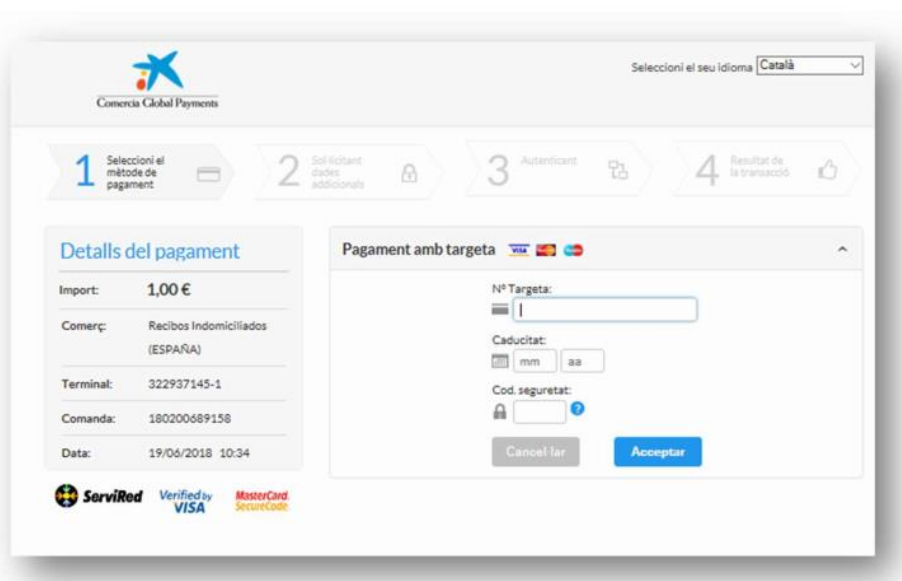 Comercia Global Payments
Seleccioni el seu idioma Català
1 Seleccioni el
mètode de
pagament
2 Sol·licitant
dades
addicionals
3 Autenticant
4 Resultat de
la transacció
Detalls del pagament
Import: 1,00 €
Comerç: Recibos Indomiciliados
(ESPAÑA)
Terminal: 322937145-1
Comanda: 180200689158
Data: 19/06/2018 10:34
Pagament amb targeta VISA
Nº Targeta:
Caducitat:
mm aa
Cod. seguretat:
?
Cancel·lar Acceptar
ServiRed
Verified by
VISA
MasterCard.
SecureCode.